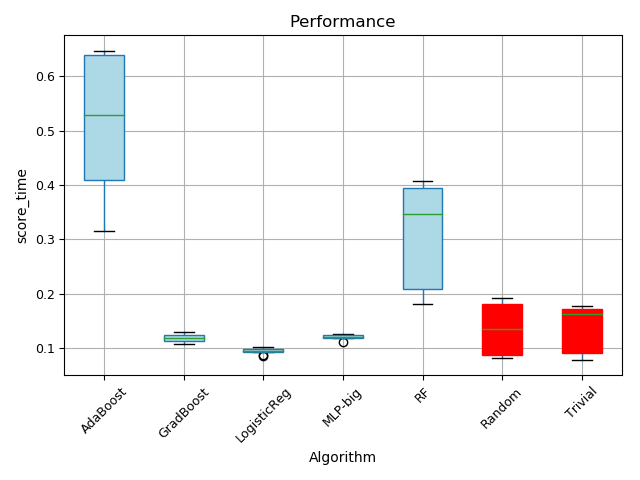 Performance
score_time
0.6
0.5
0.4
0.3
0.2
0.1
AdaBoost
GradBoost
LogisticReg
MLP-big
RF
Random
Trivial
Algorithm